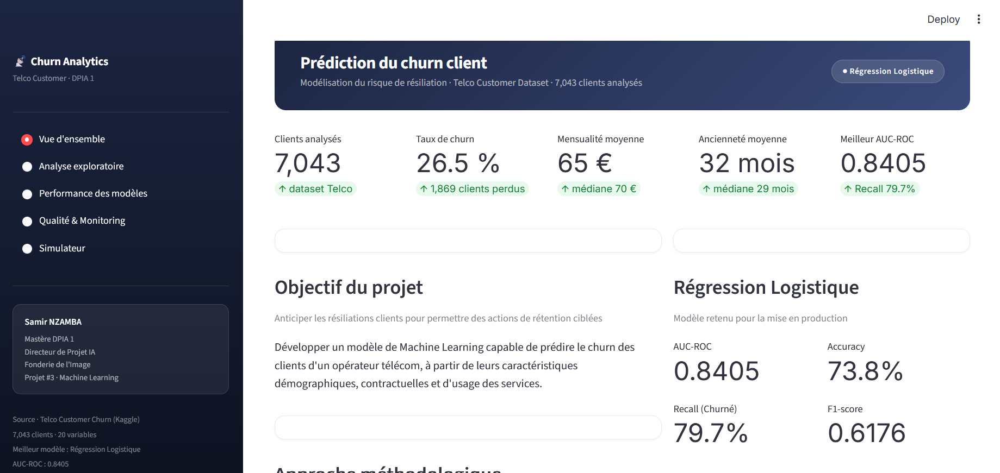 Deploy
Churn Analytics
Telco Customer · DPIA 1
Vue d'ensemble
Analyse exploratoire
Performance des modèles
Qualité & Monitoring
Simulateur
Samir NZAMBA
Mastère DPIA 1
Directeur de Projet IA
Fonderie de l'Image
Projet #3 · Machine Learning
Source · Telco Customer Churn (Kaggle)
7,043 clients · 20 variables
Meilleur modèle : Régression Logistique
AUC-ROC : 0.8405
Prédiction du churn client
Modélisation du risque de résiliation · Telco Customer Dataset · 7,043 clients analysés
Régression Logistique
Clients analysés
7,043
↑ dataset Telco
Taux de churn
26.5 %
↑ 1,869 clients perdus
Mensualité moyenne
65 €
↑ médiane 70 €
Ancienneté moyenne
32 mois
↑ médiane 29 mois
Meilleur AUC-ROC
0.8405
↑ Recall 79.7%
Objectif du projet
Anticiper les résiliations clients pour permettre des actions de rétention ciblées
Développer un modèle de Machine Learning capable de prédire le churn des
clients d'un opérateur télécom, à partir de leurs caractéristiques
démographiques, contractuelles et d'usage des services.
Approche méthodologique
Régression Logistique
Modèle retenu pour la mise en production
AUC-ROC
0.8405
Accuracy
73.8%
Recall (Churné)
79.7%
F1-score
0.6176